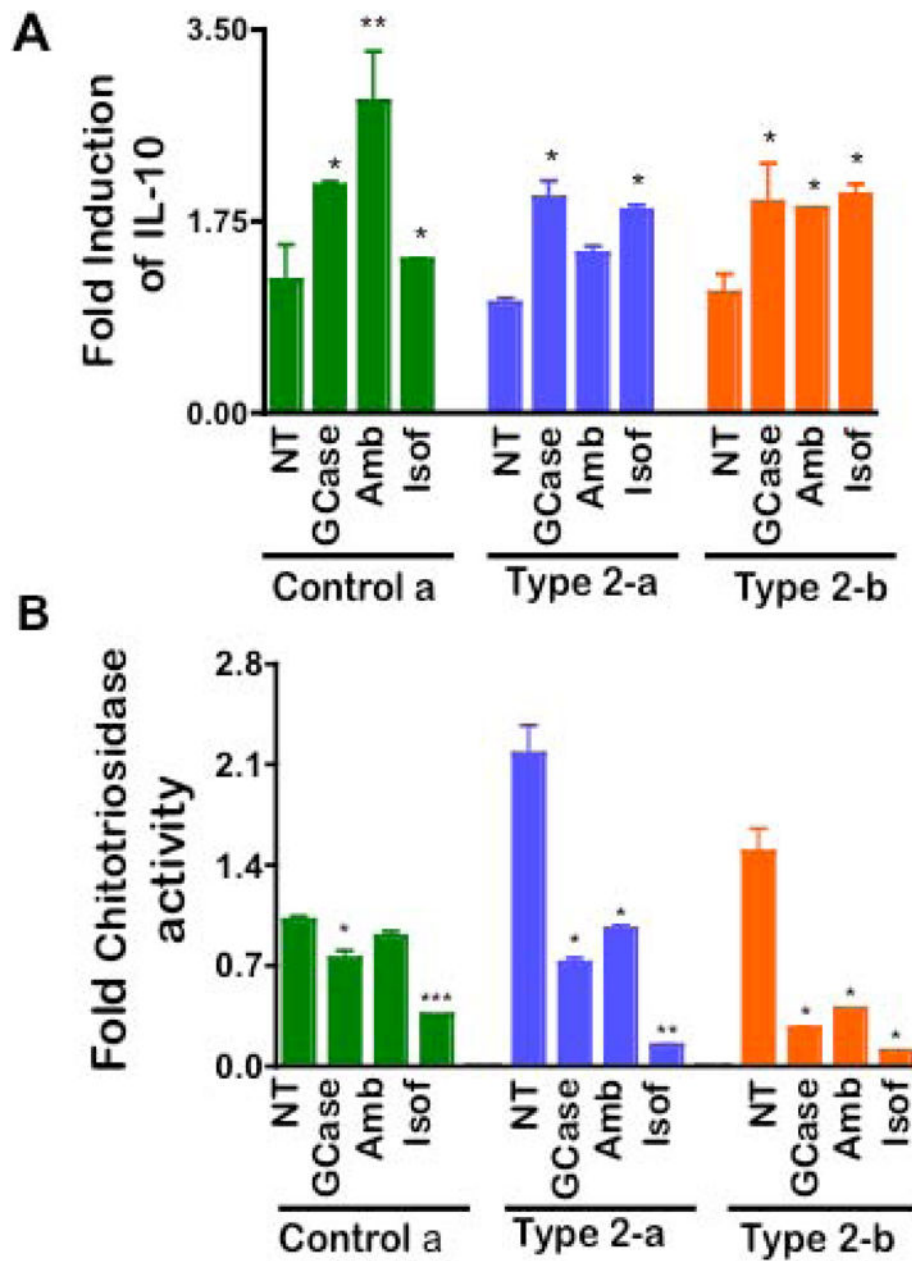 A
Fold Induction
of IL-10
3.50
1.75
0.00
**
*
*
*
*
*
*
*
NT
GCase
Amb
Isof
NT
GCase
Amb
Isof
NT
GCase
Amb
Isof
Control a
Type 2-a
Type 2-b
B
Fold Chitotriosidase
activity
2.8
2.1
1.4
0.7
0.0
*
***
*
*
**
*
*
*
NT
GCase
Amb
Isof
NT
GCase
Amb
Isof
NT
GCase
Amb
Isof
Control a
Type 2-a
Type 2-b